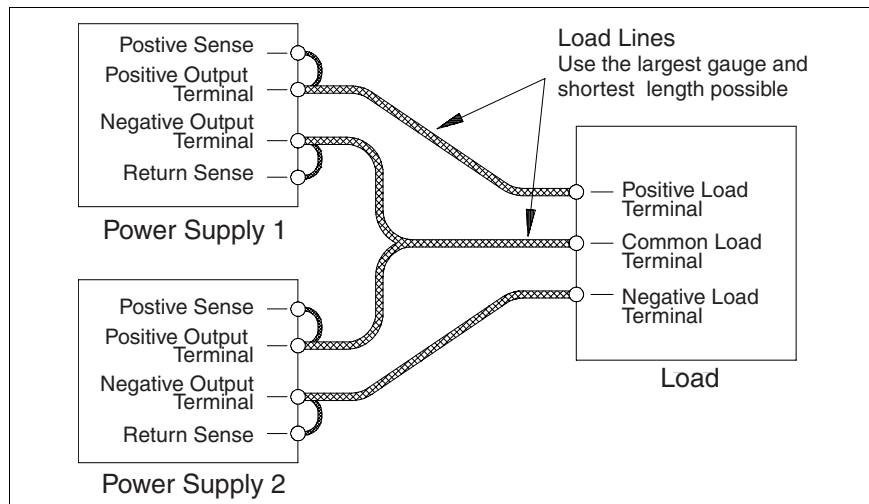 Postive Sense
Positive Output
Terminal
Negative Output
Terminal
Return Sense
Power Supply 1
Load Lines
Use the largest gauge and
shortest length possible
Positive Load
Terminal
Common Load
Terminal
Negative Load
Terminal
Load
Postive Sense
Positive Output
Terminal
Negative Output
Terminal
Return Sense
Power Supply 2